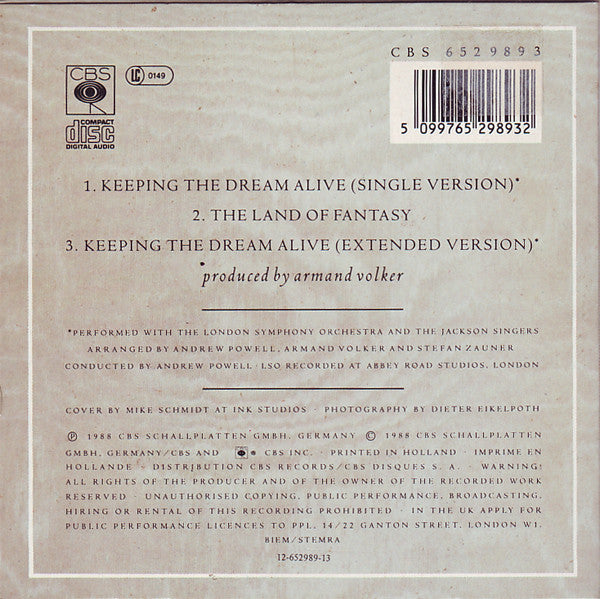 CBS 6529893
CBS
LC 0149
COMPACT
disc
DIGITAL AUDIO
5 099765 298932
1. KEEPING THE DREAM ALIVE (SINGLE VERSION)*
2. THE LAND OF FANTASY
3. KEEPING THE DREAM ALIVE (EXTENDED VERSION)*
*produced by armand volker
*PERFORMED WITH THE LONDON SYMPHONY ORCHESTRA AND THE JACKSON SINGERS
ARRANGED BY ANDREW POWELL, ARMAND VOLKER AND STEFAN ZAUNER
CONDUCTED BY ANDREW POWELL · LSO RECORDED AT ABBEY ROAD STUDIOS, LONDON
COVER BY MIKE SCHMIDT AT INK STUDIOS · PHOTOGRAPHY BY DIETER EIKELPOTH
Ⓟ 1988 CBS SCHALLPLATTEN GMBH, GERMANY © 1988 CBS SCHALLPLATTEN
GMBH, GERMANY/CBS AND ® CBS INC. · PRINTED IN HOLLAND · IMPRIME EN
HOLLANDE · DISTRIBUTION CBS RECORDS/CBS DISQUES S. A. · WARNING!
ALL RIGHTS OF THE PRODUCER AND OF THE OWNER OF THE RECORDED WORK
RESERVED · UNAUTHORISED COPYING, PUBLIC PERFORMANCE, BROADCASTING,
HIRING OR RENTAL OF THIS RECORDING PROHIBITED · IN THE UK APPLY FOR
PUBLIC PERFORMANCE LICENCES TO PPL, 14/22 GANTON STREET, LONDON W1.
BIEM/STEMRA
12-652989-13